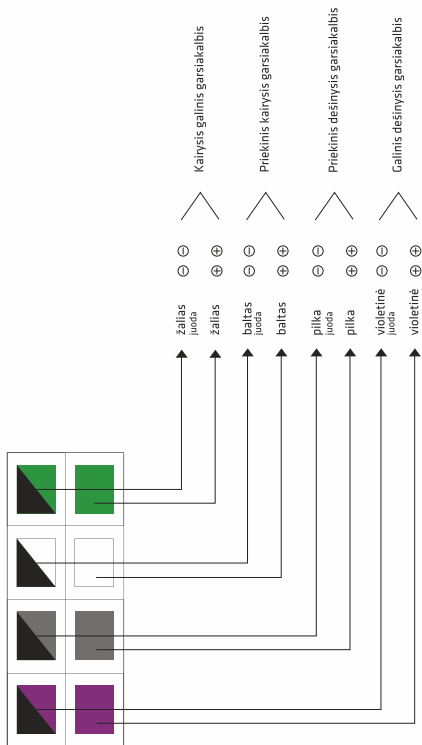 Kairysis galinis garsiakalbis
Priekinis kairysis garsiakalbis
Priekinis dešinysis garsiakalbis
Galinis dešinysis garsiakalbis
žalias
juoda
žalias
baltas
juoda
baltas
pilka
juoda
pilka
violetinė
juoda
violetinė